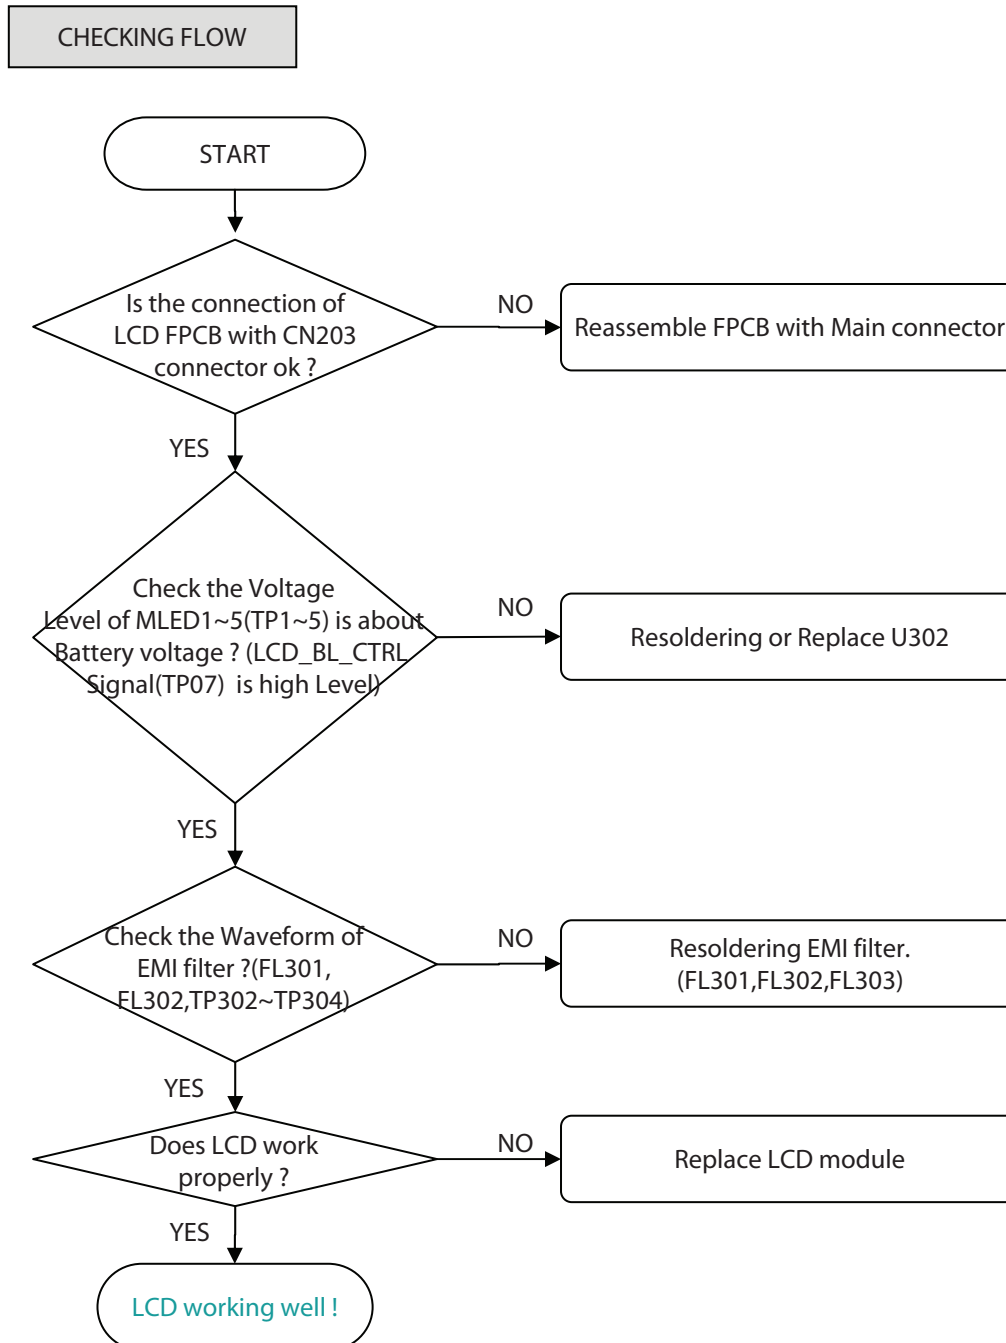 CHECKING FLOW
START
Is the connection of
LCD FPCB with CN203
connector ok ?
NO
Reassemble FPCB with Main connector
YES
Check the Voltage
Level of MLED1~5(TP1~5) is about
Battery voltage ? (LCD_BL_CTRL
Signal(TP07)  is high Level)
NO
Resoldering or Replace U302
YES
Check the Waveform of
EMI filter ?(FL301,
FL302,TP302~TP304)
NO
Resoldering EMI filter.
(FL301,FL302,FL303)
YES
Does LCD work
properly ?
NO
Replace LCD module
YES
LCD working well !